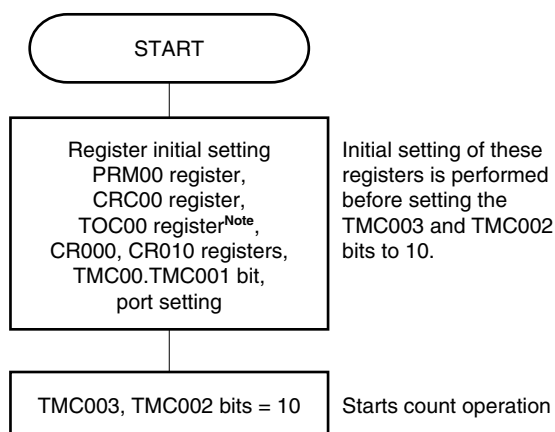 START
Register initial setting
PRM00 register,
CRC00 register,
TOC00 registerNote,
CR000, CR010 registers,
TMC00.TMC001 bit,
port setting
Initial setting of these
registers is performed
before setting the
TMC003 and TMC002
bits to 10.
TMC003, TMC002 bits = 10
Starts count operation